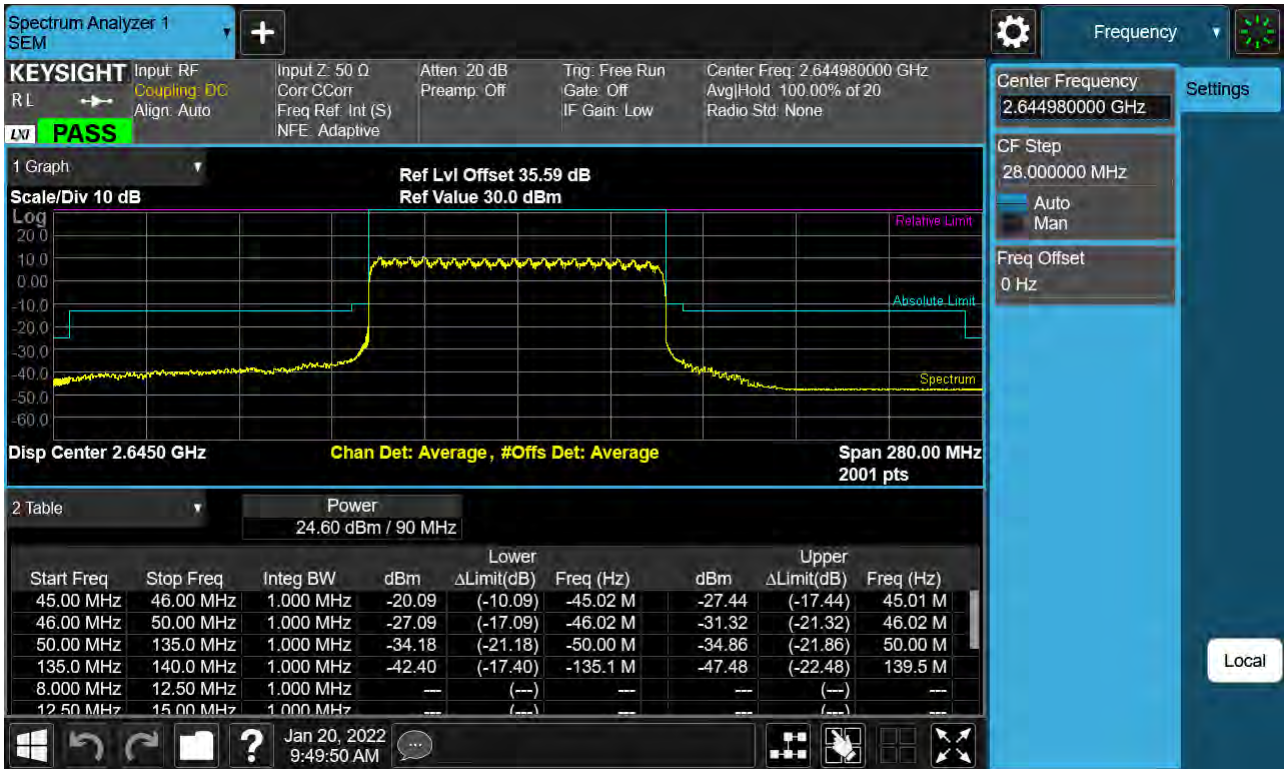 Spectrum Analyzer 1
SEM
Frequency
KEYSIGHT
R L
LXI
PASS
Input: RF
Coupling: DC
Align: Auto
Input Z: 50 Ω
Corr CCorr
Freq Ref: Int (S)
NFE: Adaptive
Atten: 20 dB
Preamp: Off
Trig: Free Run
Gate: Off
IF Gain: Low
Center Freq: 2.644980000 GHz
Avg|Hold: 100.00% of 20
Radio Std: None
Center Frequency
2.644980000 GHz
Settings
CF Step
28.000000 MHz
Auto
Man
Freq Offset
0 Hz
Local
1 Graph
Scale/Div 10 dB
Ref Lvl Offset 35.59 dB
Ref Value 30.0 dBm
Log
20.0
10.0
0.00
-10.0
-20.0
-30.0
-40.0
-50.0
-60.0
Relative Limit
Absolute Limit
Spectrum
Disp Center 2.6450 GHz
Chan Det: Average, #Offs Det: Average
Span 280.00 MHz
2001 pts
2 Table
Power
24.60 dBm / 90 MHz
Lower Upper
Start Freq Stop Freq Integ BW dBm ΔLimit(dB) Freq (Hz) dBm ΔLimit(dB) Freq (Hz)
45.00 MHz 46.00 MHz 1.000 MHz -20.09 (-10.09) -45.02 M -27.44 (-17.44) 45.01 M
46.00 MHz 50.00 MHz 1.000 MHz -27.09 (-17.09) -46.02 M -31.32 (-21.32) 46.02 M
50.00 MHz 135.0 MHz 1.000 MHz -34.18 (-21.18) -50.00 M -34.86 (-21.86) 50.00 M
135.0 MHz 140.0 MHz 1.000 MHz -42.40 (-17.40) -135.1 M -47.48 (-22.48) 139.5 M
8.000 MHz 12.50 MHz 1.000 MHz --- (---) --- --- (---) ---
12.50 MHz 15.00 MHz 1.000 MHz --- (---) --- --- (---) ---
Jan 20, 2022
9:49:50 AM